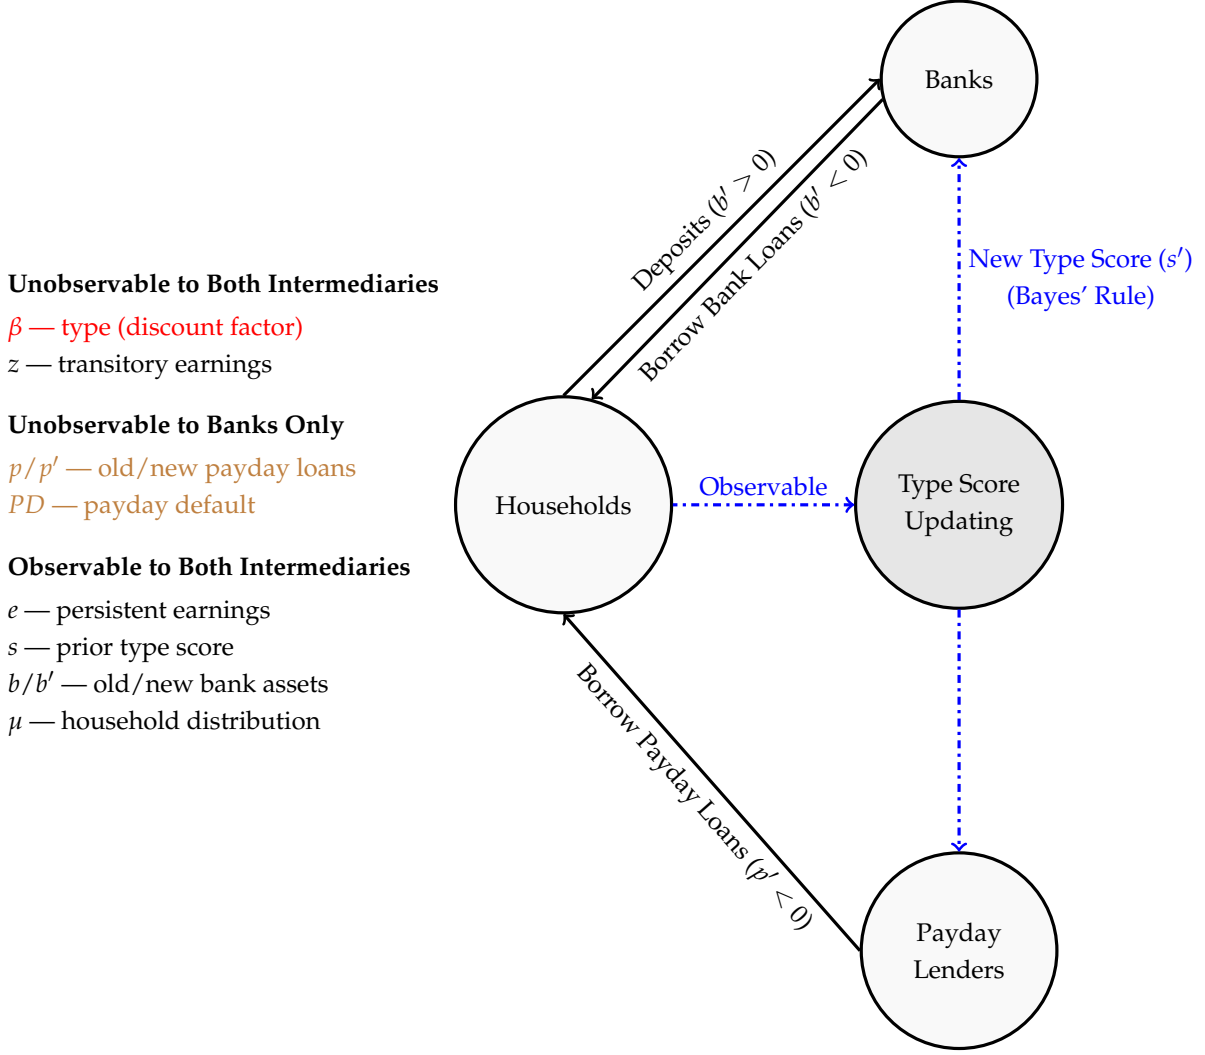 Banks
Deposits (b′ > 0)
Borrow Bank Loans (b′ < 0)
New Type Score (s′)
(Bayes’ Rule)
Unobservable to Both Intermediaries
β — type (discount factor)
z — transitory earnings
Unobservable to Banks Only
p/p′ — old/new payday loans
PD — payday default
Observable to Both Intermediaries
e — persistent earnings
s — prior type score
b/b′ — old/new bank assets
μ — household distribution
Households
Observable
Type Score
Updating
Borrow Payday Loans (p′ < 0)
Payday
Lenders